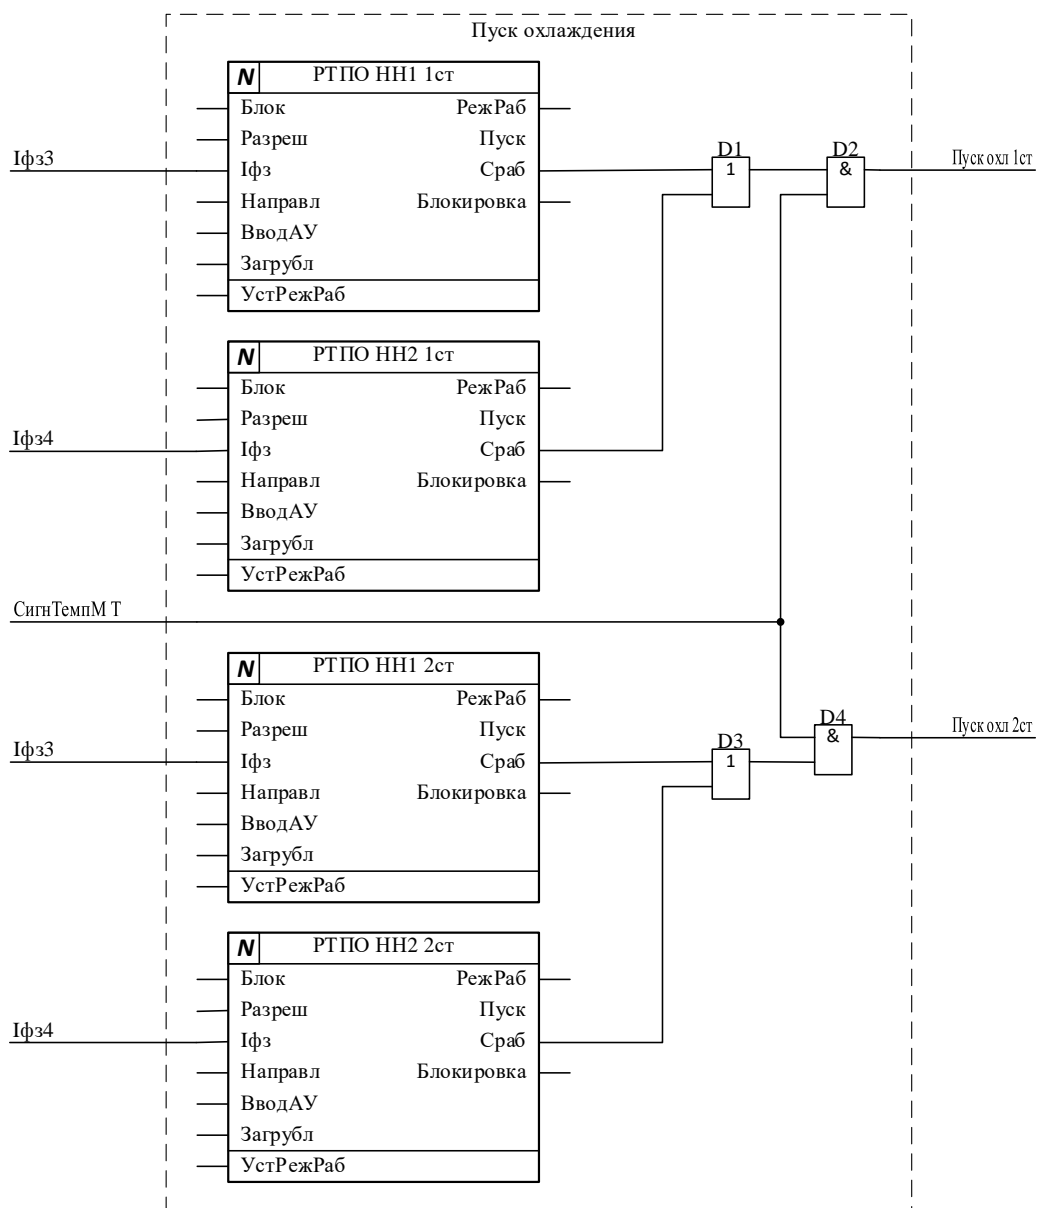 Пуск охлаждения
N РТПО НН1 1ст
Блок РежРаб
Разреш Пуск
Iфз3 Iфз Сраб D1 1 D2 & Пуск охл 1ст
Направл Блокировка
ВводАУ
Загрубл
УстРежРаб
N РТПО НН2 1ст
Блок РежРаб
Разреш Пуск
Iфз4 Iфз Сраб
Направл Блокировка
ВводАУ
Загрубл
УстРежРаб
СигнТемпМ Т
N РТПО НН1 2ст
Блок РежРаб
Разреш Пуск
Iфз3 Iфз Сраб D3 1 D4 & Пуск охл 2ст
Направл Блокировка
ВводАУ
Загрубл
УстРежРаб
N РТПО НН2 2ст
Блок РежРаб
Разреш Пуск
Iфз4 Iфз Сраб
Направл Блокировка
ВводАУ
Загрубл
УстРежРаб